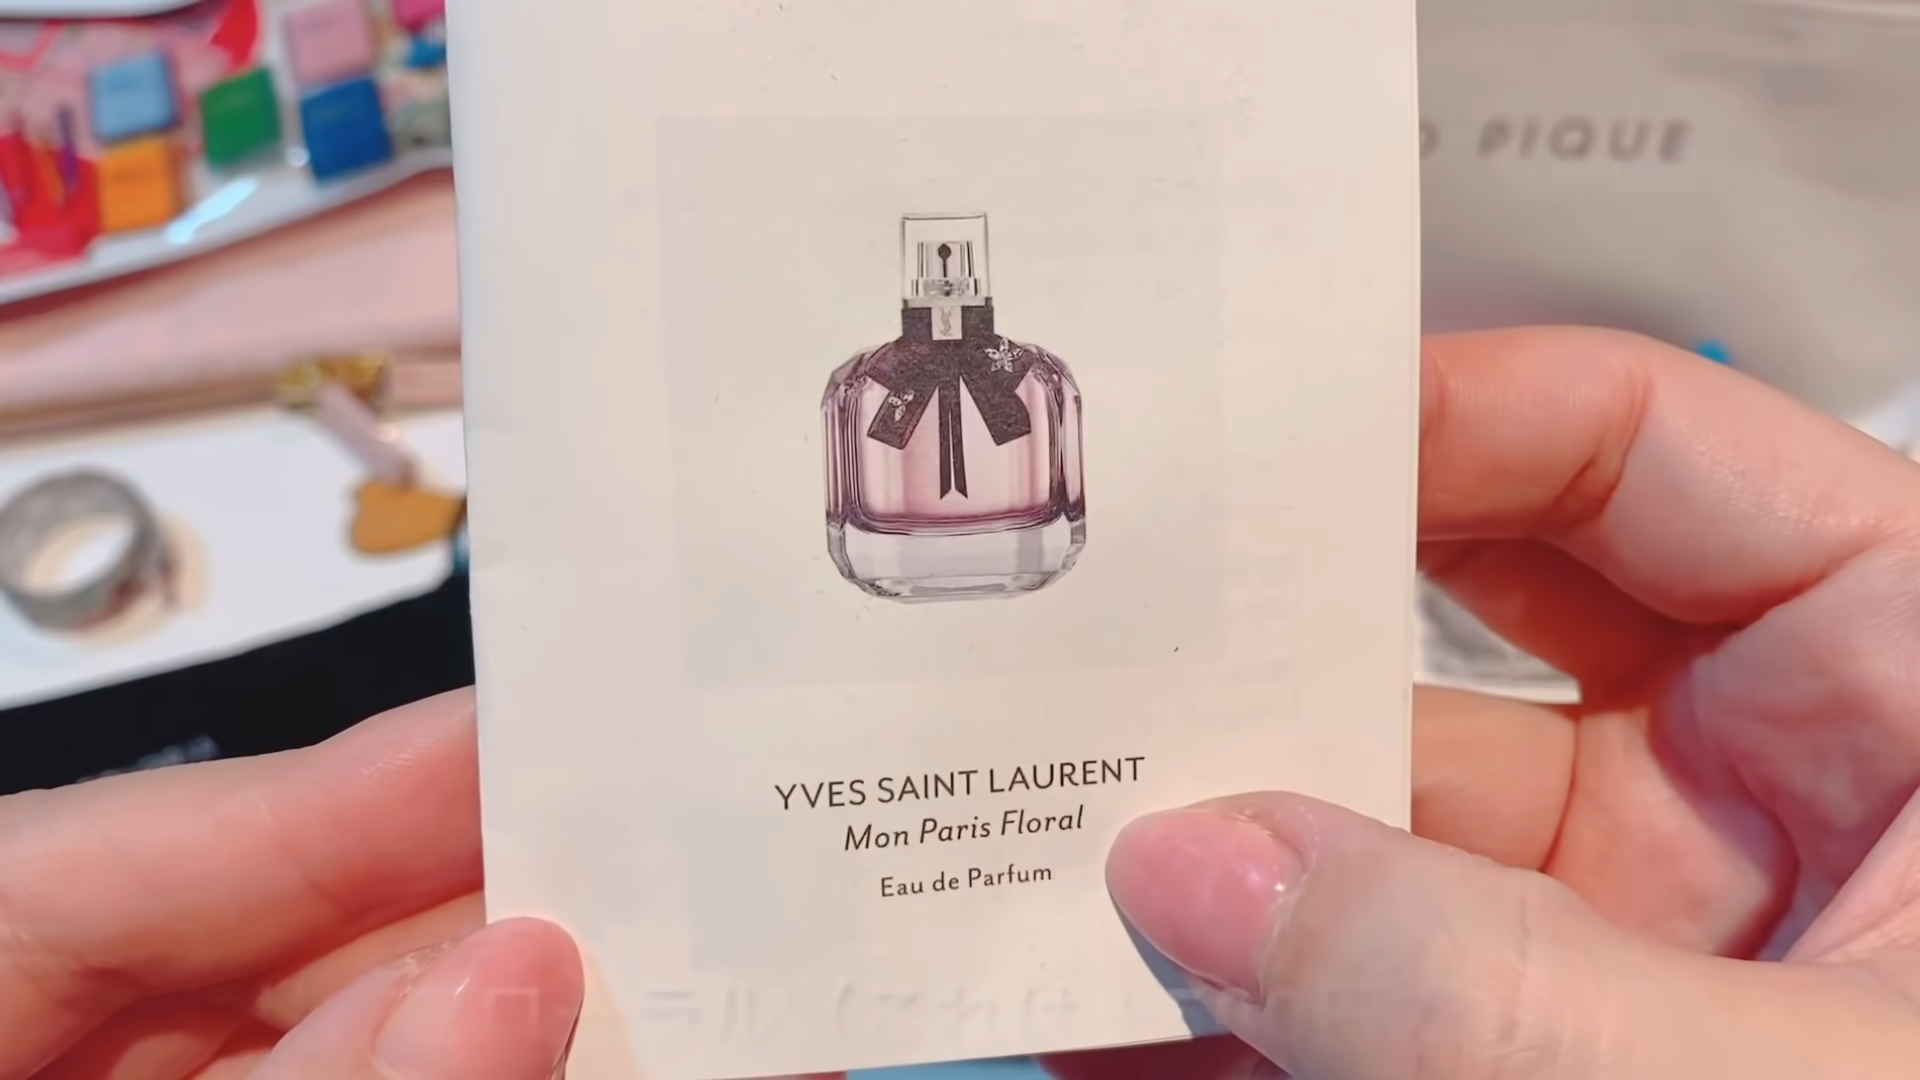 PIQUE
YVES SAINT LAURENT
Mon Paris Floral
Eau de Parfum